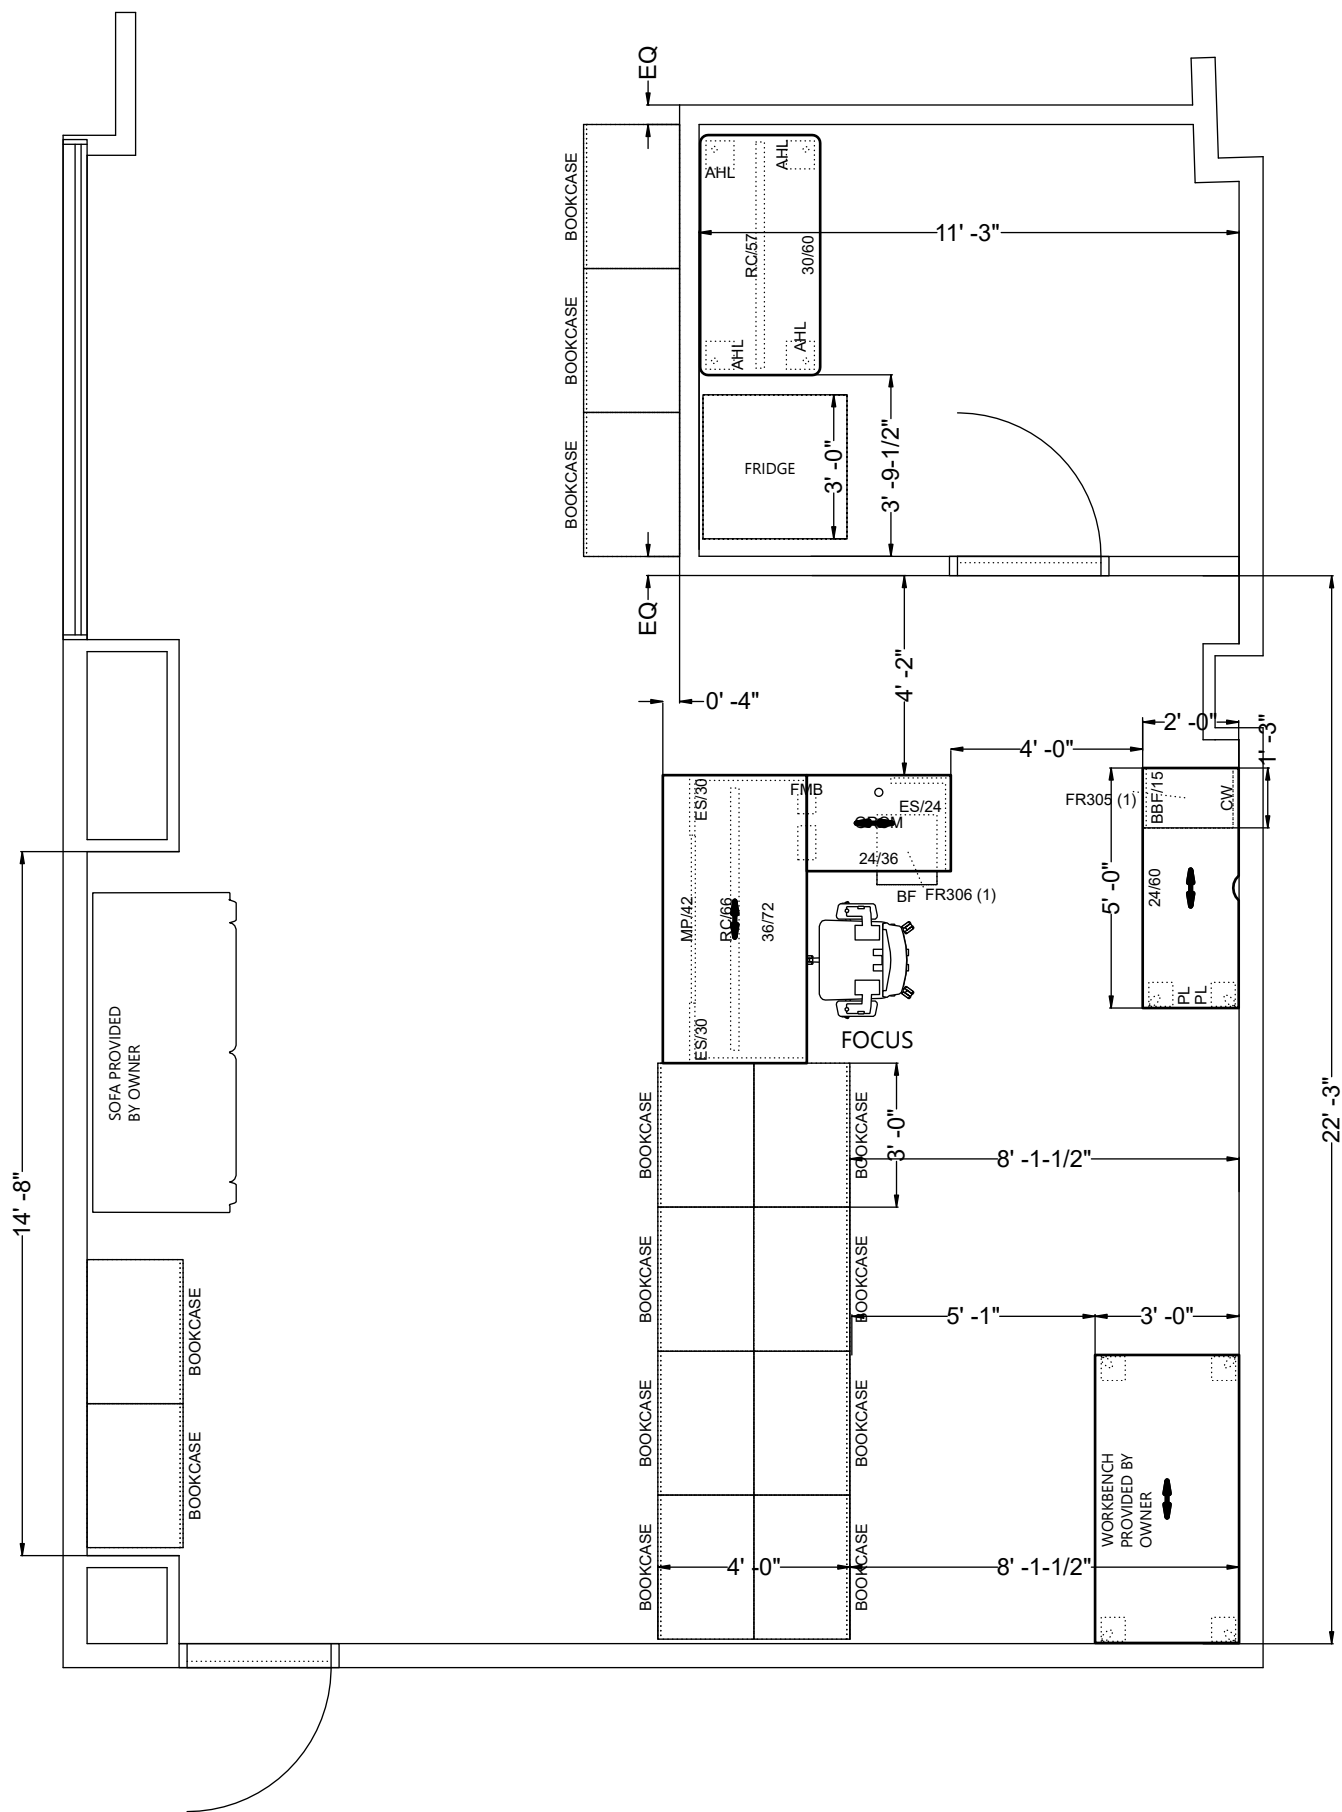 EQ
BOOKCASE
BOOKCASE
BOOKCASE
AHL
AHL
AHL
AHL
RC/57
30/60
11' -3"
FRIDGE
3' -0"
3' -9-1/2"
EQ
0' -4"
4' -2"
4' -0"
2' -0"
1' -3"
ES/30
FMB
ES/24
GROM
24/36
BF
FR306 (1)
FR305 (1)
BBF/15
CW
MP/42
RC/66
36/72
ES/30
FOCUS
5' -0"
24/60
PL
PL
SOFA PROVIDED
BY OWNER
14' -8"
22' -3"
BOOKCASE
BOOKCASE
3' -0"
8' -1-1/2"
BOOKCASE
BOOKCASE
BOOKCASE
5' -1"
3' -0"
BOOKCASE
BOOKCASE
BOOKCASE
WORKBENCH
PROVIDED BY
OWNER
BOOKCASE
BOOKCASE
4' -0"
8' -1-1/2"